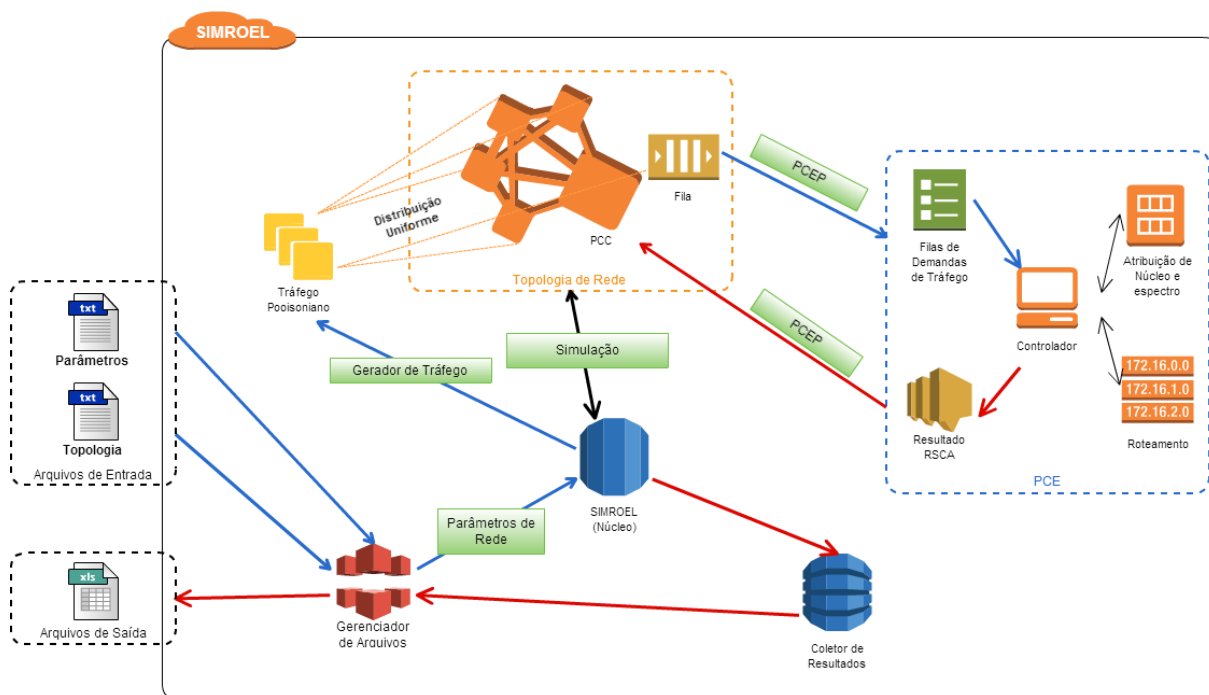 SIMROEL
Distribuição
Uniforme
PCC
Fila
Topologia de Rede
Tráfego
Pooisoniano
PCEP
PCEP
Filas de
Demandas
de Tráfego
Atribuição de
Núcleo e
espectro
Controlador
172.16.0.0
172.16.1.0
172.16.2.0
Roteamento
Resultado
RSCA
PCE
txt
Parâmetros
txt
Topologia
Arquivos de Entrada
Simulação
Gerador de Tráfego
SIMROEL
(Núcleo)
Parâmetros de
Rede
xls
Arquivos de Saída
Gerenciador
de Arquivos
Coletor de
Resultados